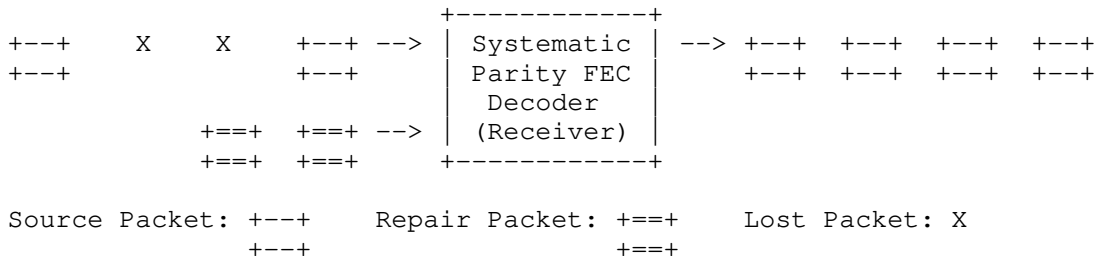 +------------+
+--+    X    X    +--+ --> | Systematic | --> +--+  +--+  +--+  +--+
+--+              +--+     | Parity FEC |     +--+  +--+  +--+  +--+
                           |  Decoder   |
            +==+  +==+ --> | (Receiver) |
            +==+  +==+     +------------+
Source Packet: +--+    Repair Packet: +==+    Lost Packet: X
               +--+                   +==+